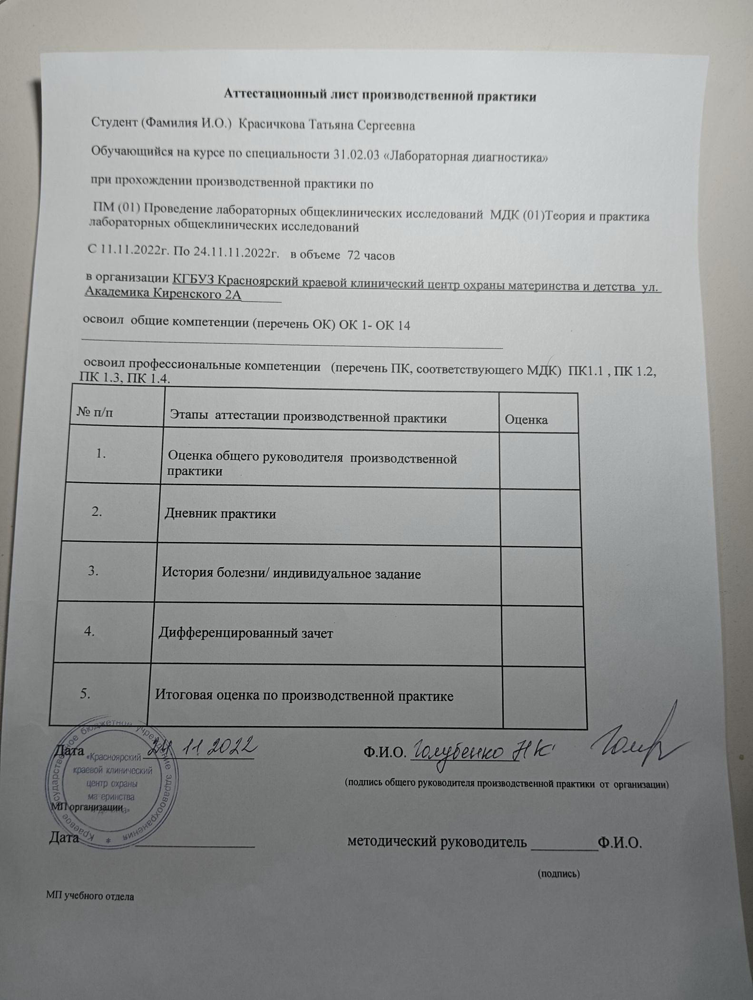 Аттестационный лист производственной практики
Студент (Фамилия И.О.) Красичкова Татьяна Сергеевна
Обучающийся на курсе по специальности 31.02.03 «Лабораторная диагностика»
при прохождении производственной практики по
ПМ (01) Проведение лабораторных общеклинических исследований МДК (01)Теория и практика
лабораторных общеклинических исследований
С 11.11.2022г. По 24.11.11.2022г. в объеме 72 часов
в организации КГБУЗ Красноярский краевой клинический центр охраны материнства и детства ул.
Академика Киренского 2А______
освоил общие компетенции (перечень ОК) ОК 1- ОК 14
освоил профессиональные компетенции (перечень ПК, соответствующего МДК) ПК1.1 , ПК 1.2,
ПК 1.3, ПК 1.4.
№ п/п Этапы аттестации производственной практики Оценка
1. Оценка общего руководителя производственной
практики
2. Дневник практики
3. История болезни/ индивидуальное задание
4. Дифференцированный зачет
5. Итоговая оценка по производственной практике
Дата 24 11 2022 Ф.И.О. Голубенко Н К
(подпись общего руководителя производственной практики от организации)
Краевое государственное бюджетное учреждение здравоохранения *
«Красноярский
краевой клинический
центр охраны
ма еринства
МП организации
Дата __________________ методический руководитель __________Ф.И.О.
(подпись)
МП учебного отдела